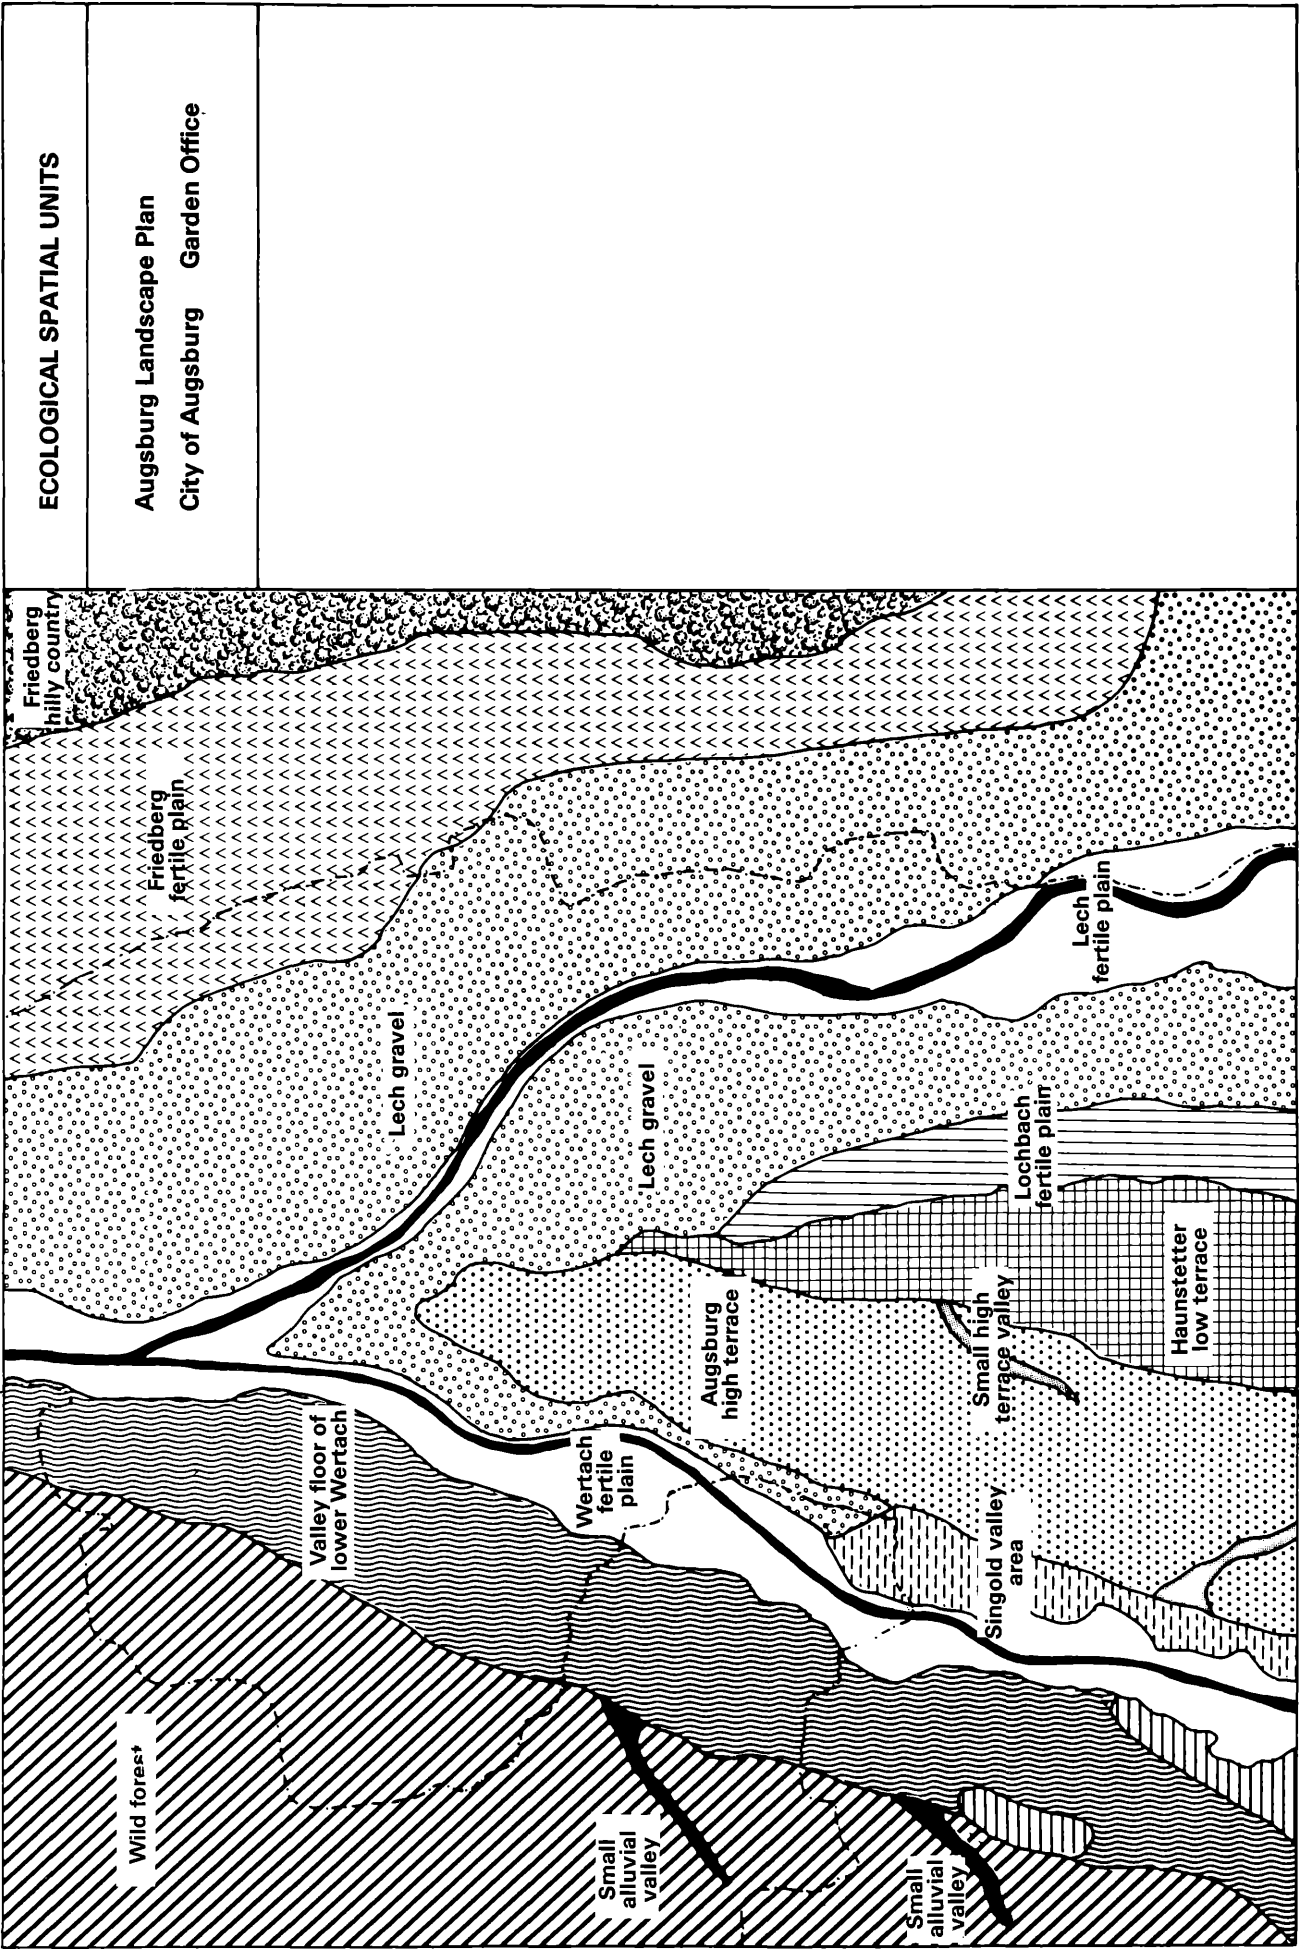 ECOLOGICAL SPATIAL UNITS
Augsburg Landscape Plan
City of Augsburg Garden Office
Friedberg
hilly country
Friedberg
fertile plain
Lech gravel
Lech gravel
Lech
fertile plain
Lochbach
fertile plain
Haunstetter
low terrace
Small high
terrace valley
Augsburg
high terrace
Valley floor of
lower Wertach
Wertach
fertile
plain
Singold valley
area
Wild forest
Small
alluvial
valley
Small
alluvial
valley